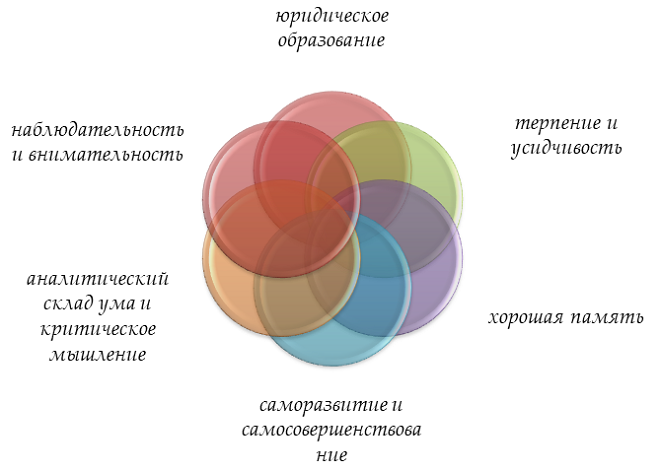 юридическое
образование
наблюдательность
и внимательность
терпение и
усидчивость
аналитический
склад ума и
критическое
мышление
хорошая память
саморазвитие и
самосовершенствова
ние